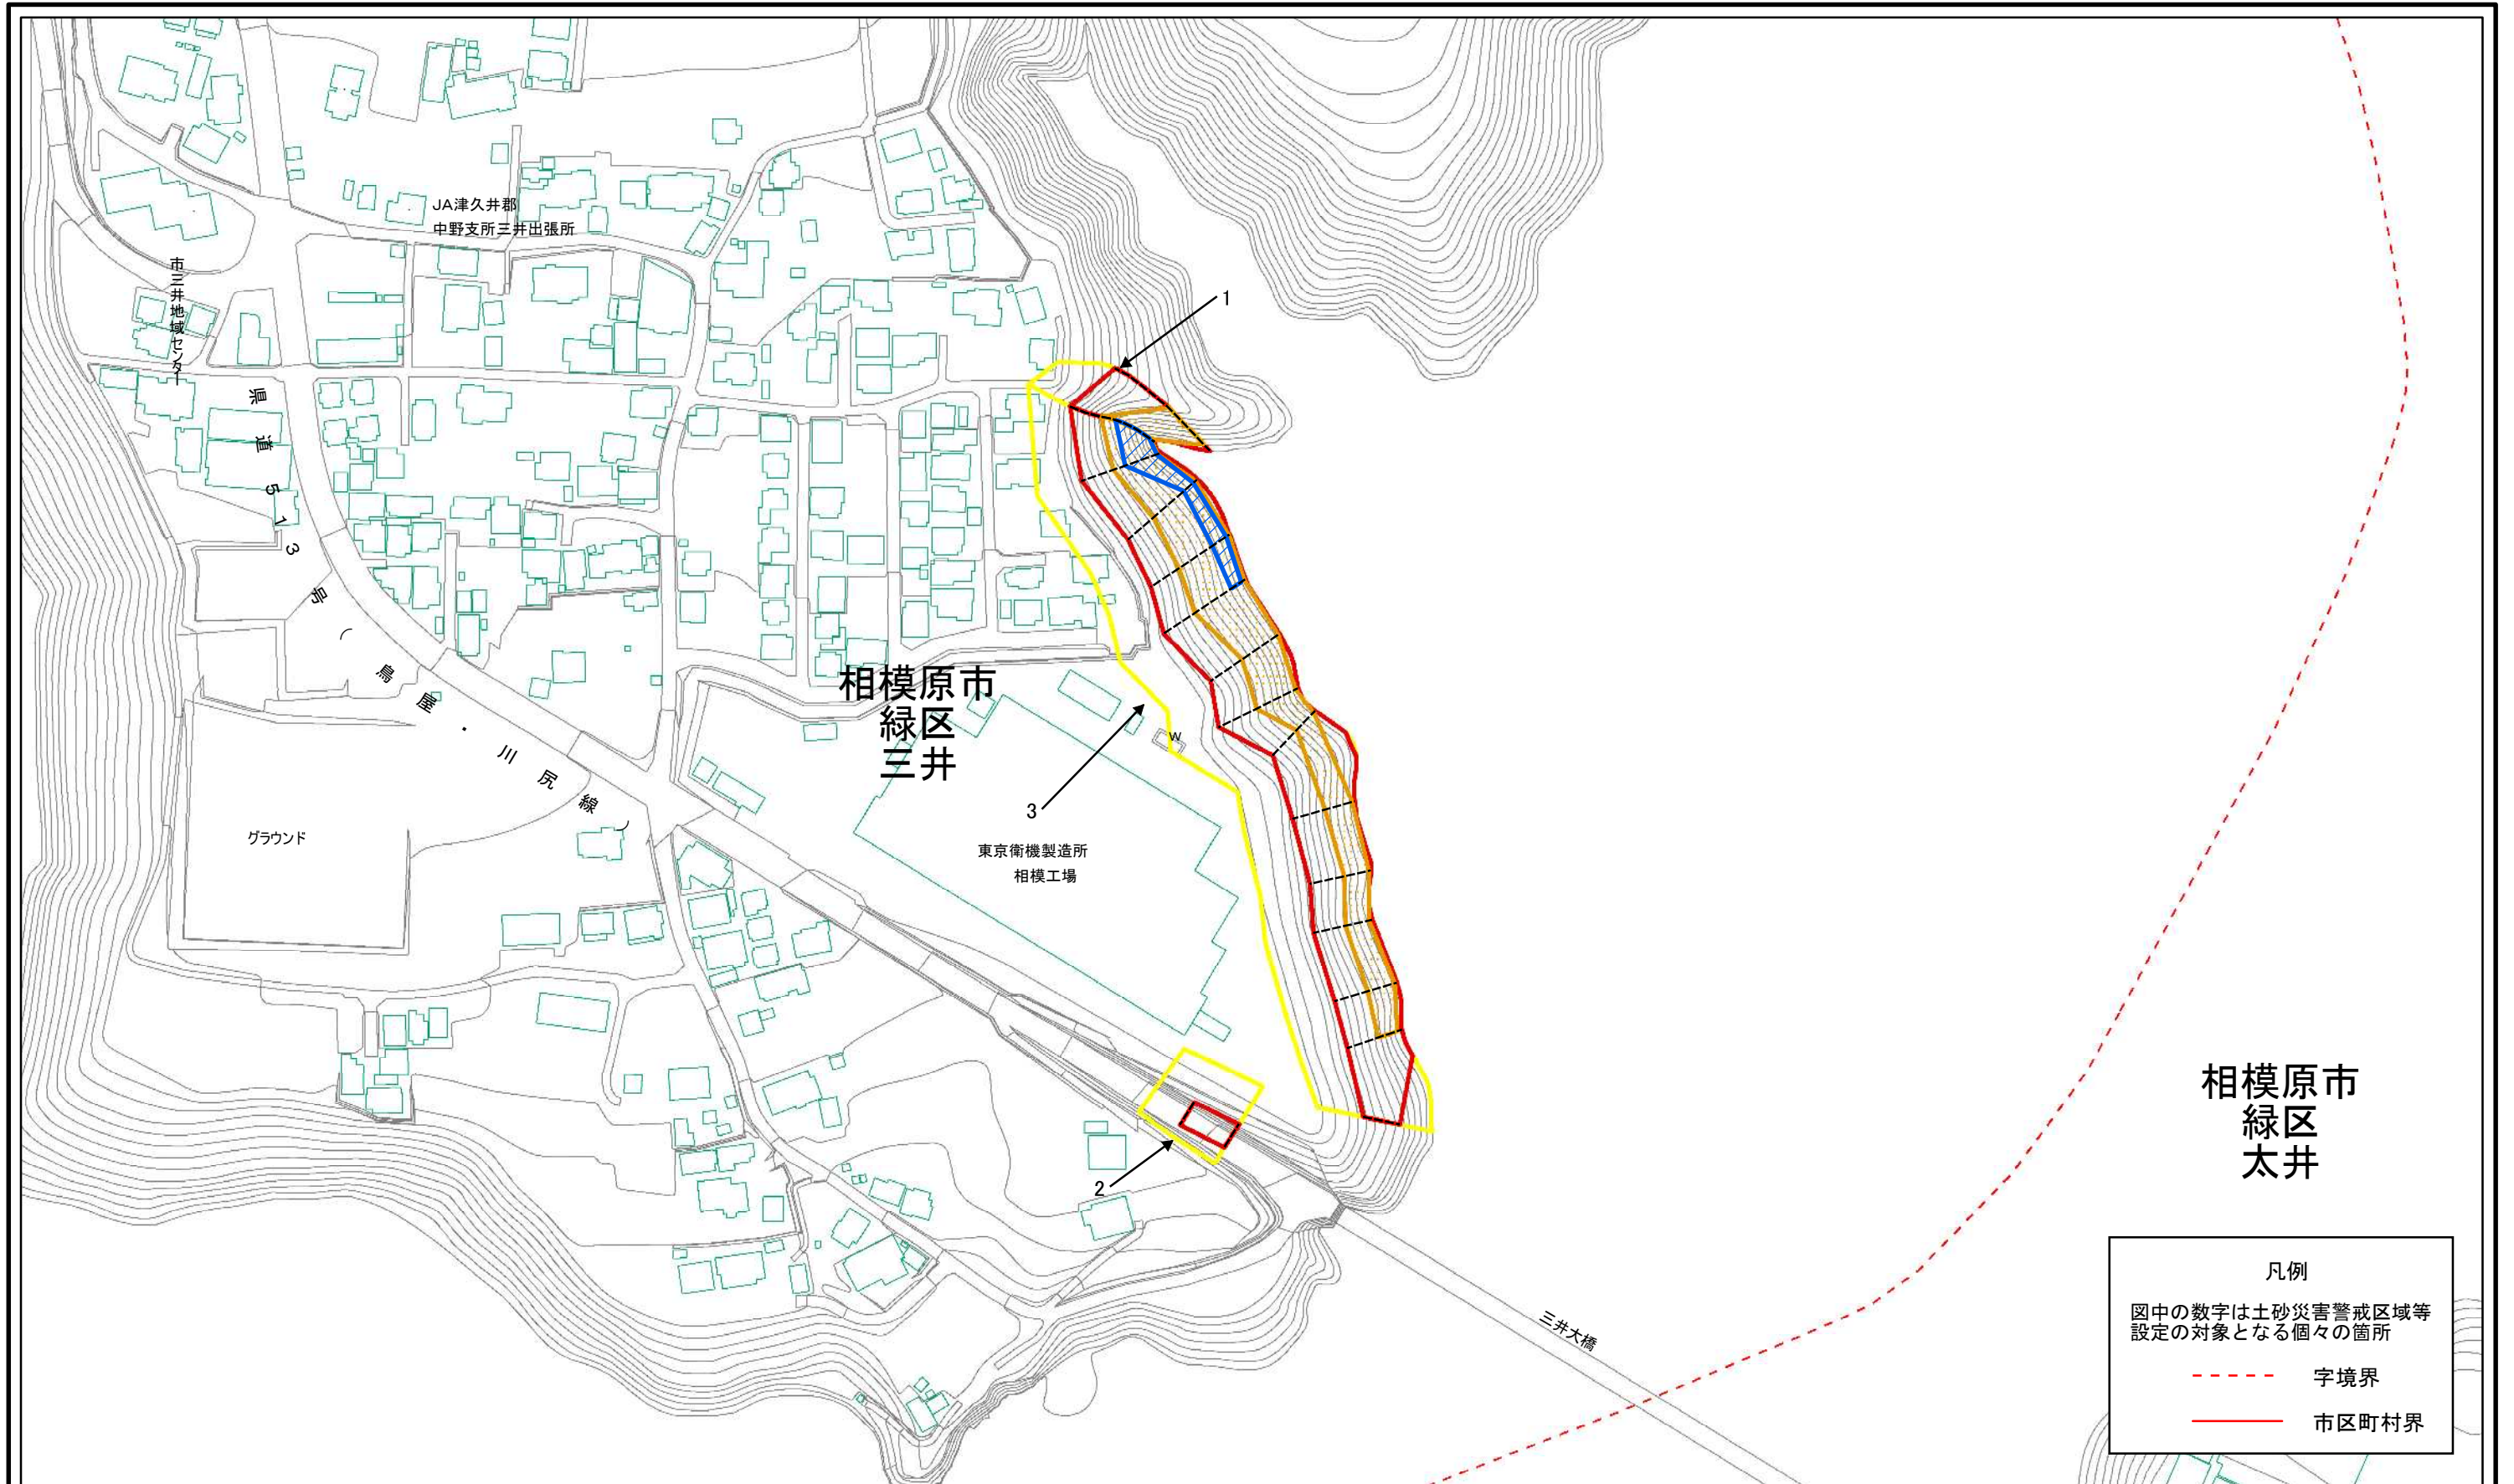 JA津久井郡
中野支所三井出張所
市三井地域センター
県道513号(鳥屋・川尻線)
1
相模原市
緑区
三井
W
3
グラウンド
東京衛機製造所
相模工場
2
三井大橋
相模原市
緑区
太井
凡例
図中の数字は土砂災害警戒区域等
設定の対象となる個々の箇所
字境界
市区町村界